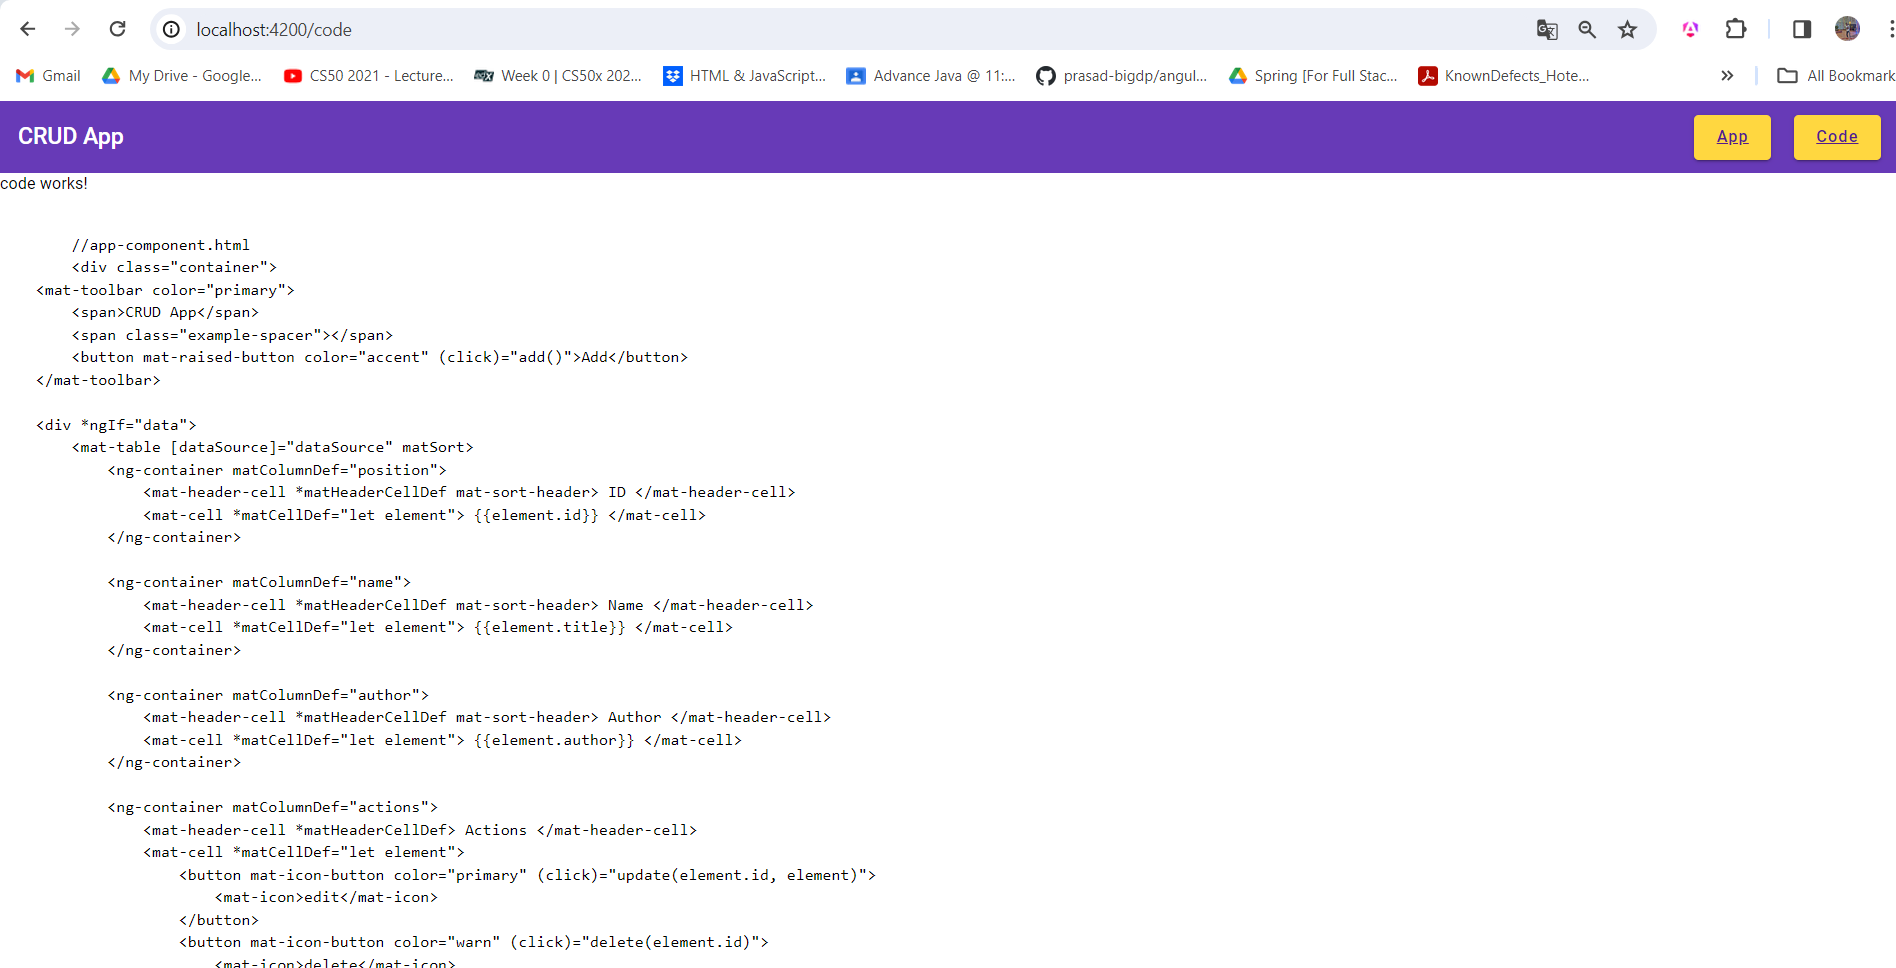 localhost:4200/code
Gmail My Drive - Google... CS50 2021 - Lecture... Week 0 | CS50x 202... HTML & JavaScript... Advance Java @ 11:... prasad-bigdp/angul... Spring [For Full Stac... KnownDefects_Hote... » All Bookmark
CRUD App App Code
code works!
//app-component.html
<div class="container">
<mat-toolbar color="primary">
<span>CRUD App</span>
<span class="example-spacer"></span>
<button mat-raised-button color="accent" (click)="add()">Add</button>
</mat-toolbar>
<div *ngIf="data">
<mat-table [dataSource]="dataSource" matSort>
<ng-container matColumnDef="position">
<mat-header-cell *matHeaderCellDef mat-sort-header> ID </mat-header-cell>
<mat-cell *matCellDef="let element"> {{element.id}} </mat-cell>
</ng-container>
<ng-container matColumnDef="name">
<mat-header-cell *matHeaderCellDef mat-sort-header> Name </mat-header-cell>
<mat-cell *matCellDef="let element"> {{element.title}} </mat-cell>
</ng-container>
<ng-container matColumnDef="author">
<mat-header-cell *matHeaderCellDef mat-sort-header> Author </mat-header-cell>
<mat-cell *matCellDef="let element"> {{element.author}} </mat-cell>
</ng-container>
<ng-container matColumnDef="actions">
<mat-header-cell *matHeaderCellDef> Actions </mat-header-cell>
<mat-cell *matCellDef="let element">
<button mat-icon-button color="primary" (click)="update(element.id, element)">
<mat-icon>edit</mat-icon>
</button>
<button mat-icon-button color="warn" (click)="delete(element.id)">
<mat-icon>delete</mat-icon>